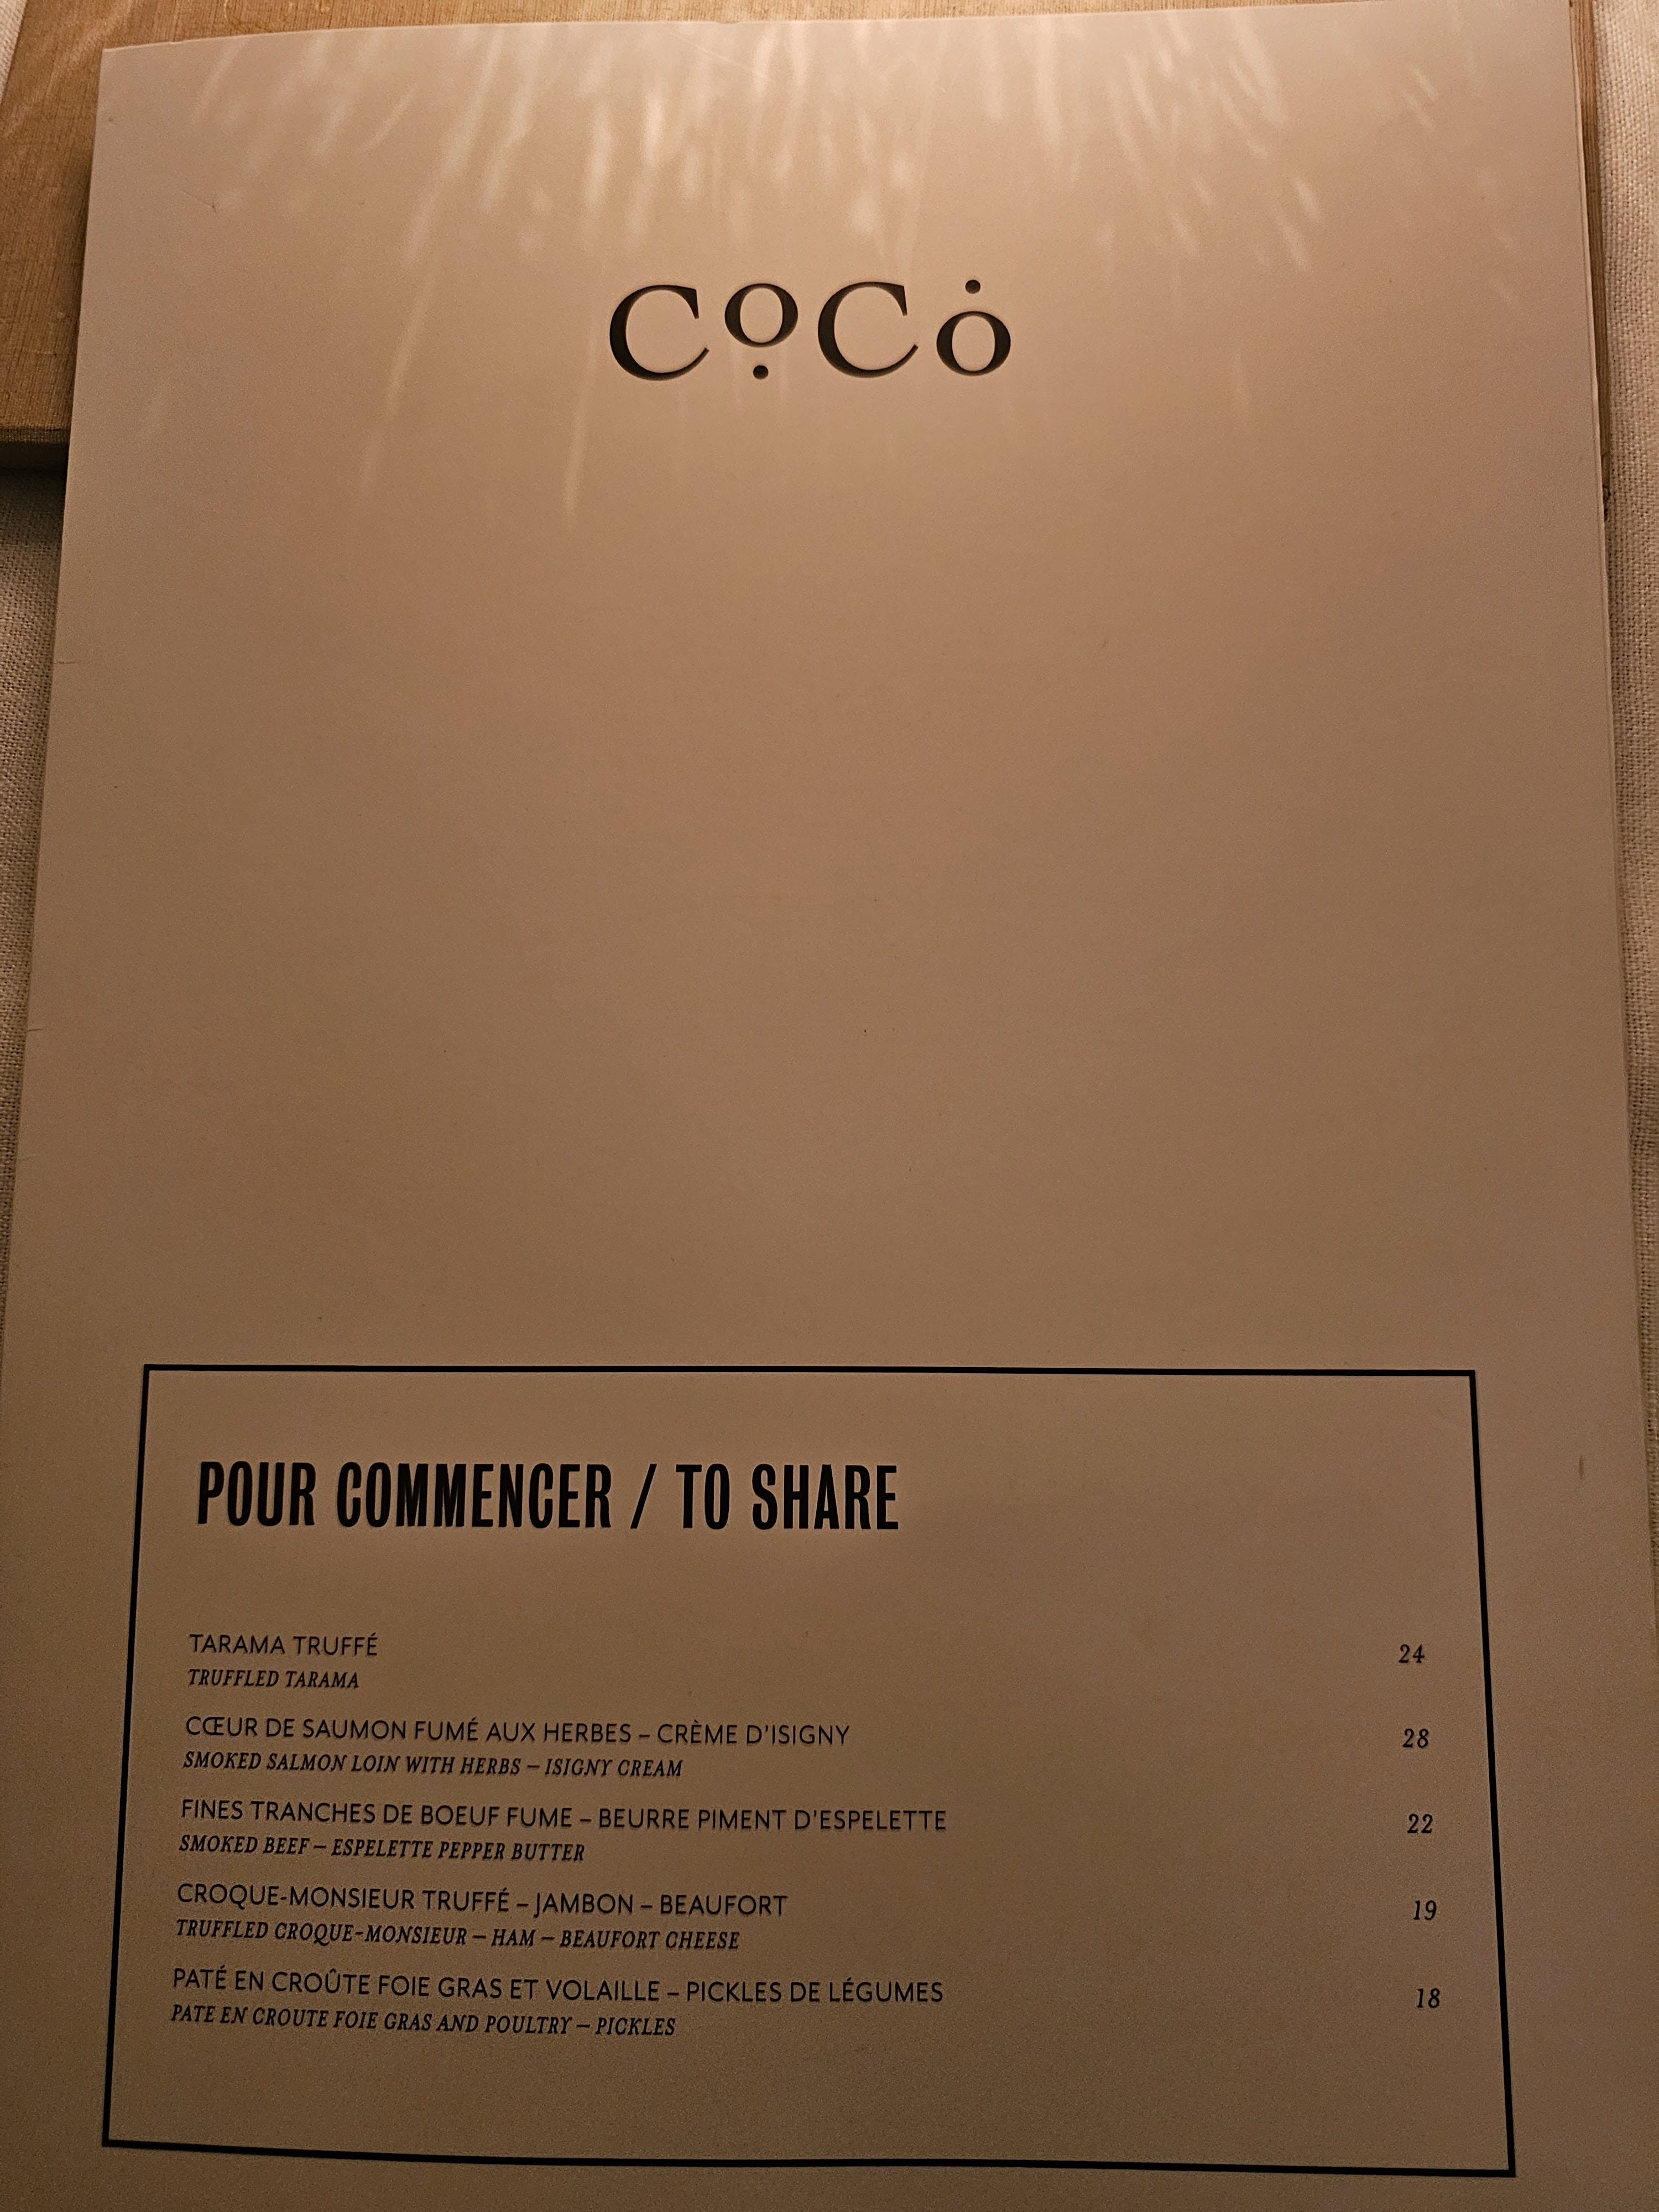 CoCo
POUR COMMENCER / TO SHARE
TARAMA TRUFFÉ 24
TRUFFLED TARAMA
CŒUR DE SAUMON FUMÉ AUX HERBES – CRÈME D'ISIGNY 28
SMOKED SALMON LOIN WITH HERBS – ISIGNY CREAM
FINES TRANCHES DE BOEUF FUME – BEURRE PIMENT D'ESPELETTE 22
SMOKED BEEF – ESPELETTE PEPPER BUTTER
CROQUE-MONSIEUR TRUFFÉ – JAMBON – BEAUFORT 19
TRUFFLED CROQUE-MONSIEUR – HAM – BEAUFORT CHEESE
PATÉ EN CROÛTE FOIE GRAS ET VOLAILLE – PICKLES DE LÉGUMES 18
PATE EN CROUTE FOIE GRAS AND POULTRY – PICKLES